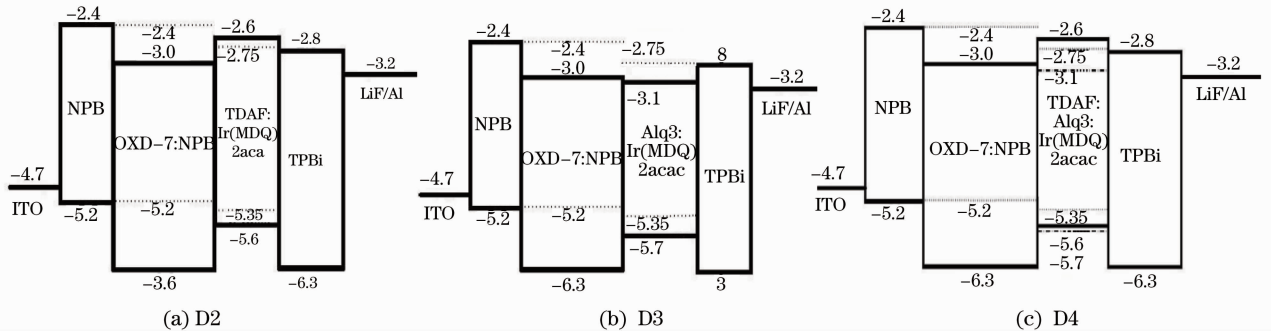 −2.4
−2.4
−3.0
−2.6
−2.75
−2.8
−3.2
LiF/Al
NPB
OXD−7:NPB
TDAF:
Ir(MDQ)
2aca
TPBi
−4.7
ITO
−5.2
−5.2
−5.35
−5.6
−3.6
−6.3
(a) D2
−2.4
−2.4
−3.0
−2.75
−3.1
8
−3.2
LiF/Al
NPB
OXD−7:NPB
Alq3:
Ir(MDQ)
2acac
TPBi
−4.7
ITO
−5.2
−5.2
−5.35
−5.7
−6.3
3
(b) D3
−2.4
−2.4
−3.0
−2.6
−2.75
−3.1
−2.8
−3.2
LiF/Al
NPB
OXD−7:NPB
TDAF:
Alq3:
Ir(MDQ)
2acac
TPBi
−4.7
ITO
−5.2
−5.2
−5.35
−5.6
−5.7
−6.3
−6.3
(c) D4